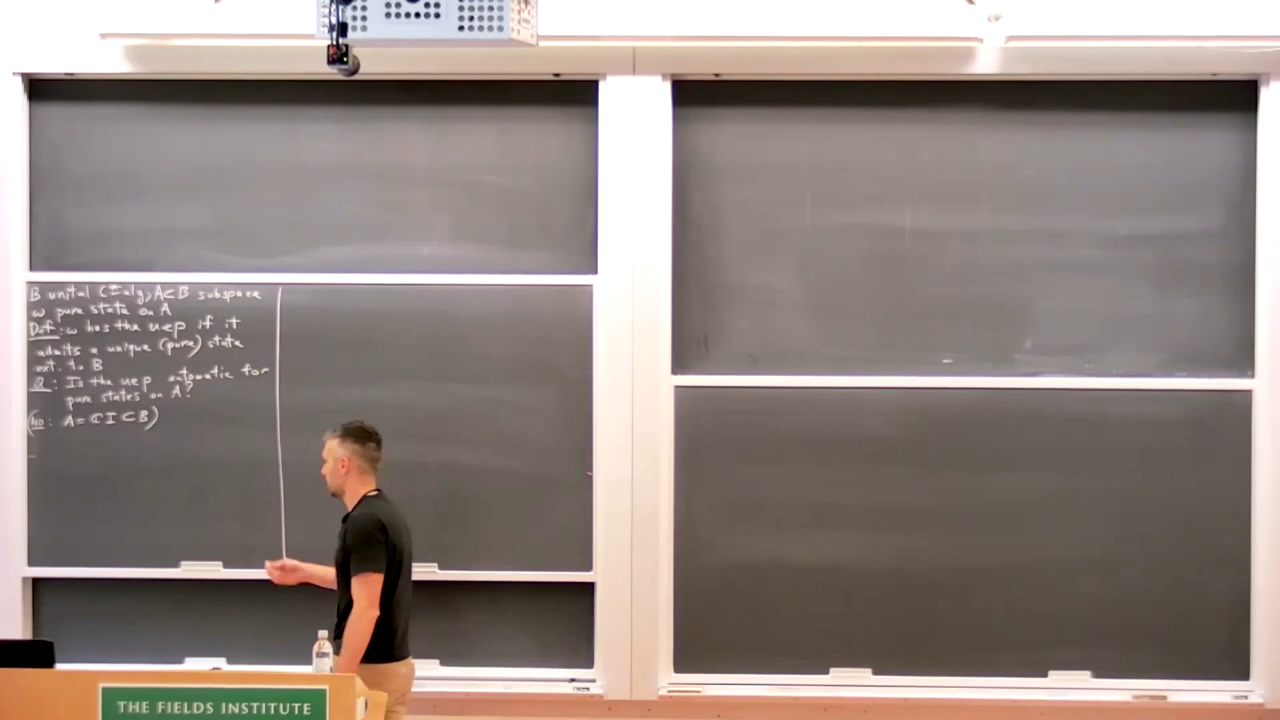 B unital C*-alg, A⊂B subspace
ω pure state on A
Def: ω has the uep if it
admits a unique (pure) state
ext. to B
Q: Is the uep automatic for
pure states on A?
(No: A = ℂI ⊂ B)
THE FIELDS INSTITUTE